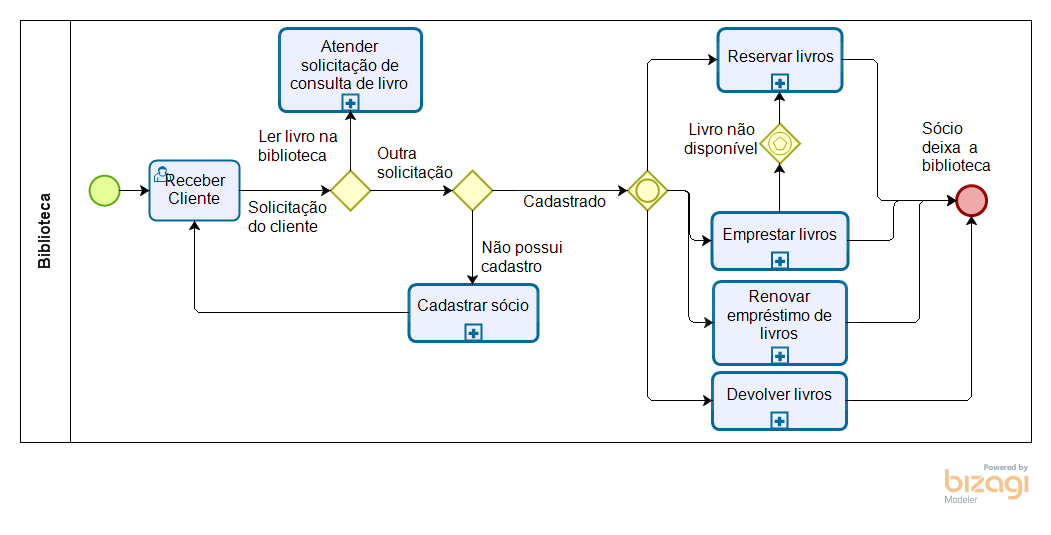 Biblioteca
Atender
solicitação de
consulta de livro
Ler livro na
biblioteca
Receber
Cliente
Solicitação
do cliente
Outra
solicitação
Não possui
cadastro
Cadastrar sócio
Cadastrado
Reservar livros
Livro não
disponível
Emprestar livros
Renovar
empréstimo de
livros
Devolver livros
Sócio
deixa a
biblioteca
Powered by
bizagi
Modeler